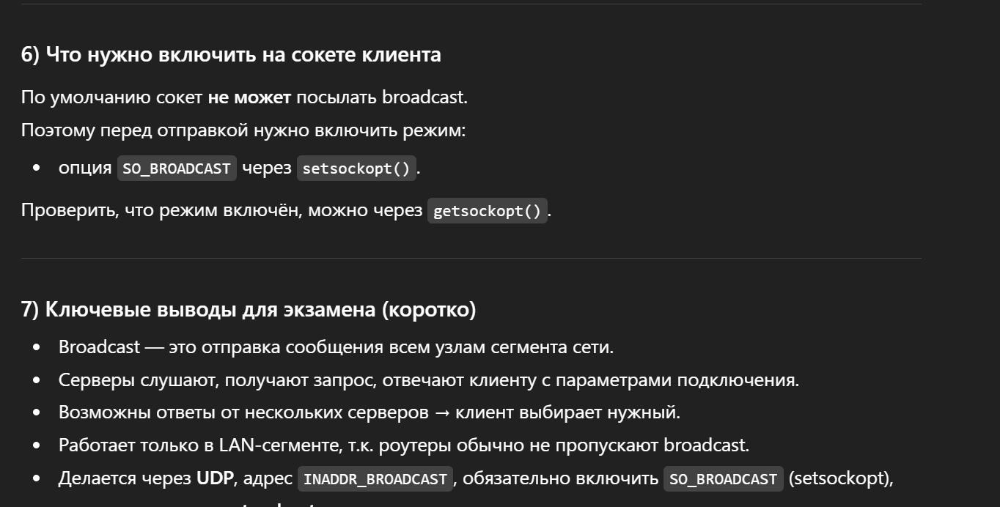 6) Что нужно включить на сокете клиента
По умолчанию сокет не может посылать broadcast.
Поэтому перед отправкой нужно включить режим:
• опция SO_BROADCAST через setsockopt().
Проверить, что режим включён, можно через getsockopt().
7) Ключевые выводы для экзамена (коротко)
• Broadcast — это отправка сообщения всем узлам сегмента сети.
• Серверы слушают, получают запрос, отвечают клиенту с параметрами подключения.
• Возможны ответы от нескольких серверов → клиент выбирает нужный.
• Работает только в LAN-сегменте, т.к. роутеры обычно не пропускают broadcast.
• Делается через UDP, адрес INADDR_BROADCAST, обязательно включить SO_BROADCAST (setsockopt),